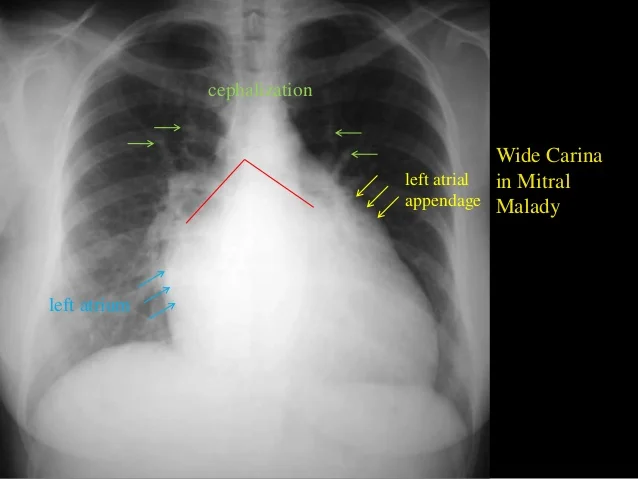 cephalization
Wide Carina
in Mitral
Malady
left atrial
appendage
left atrium